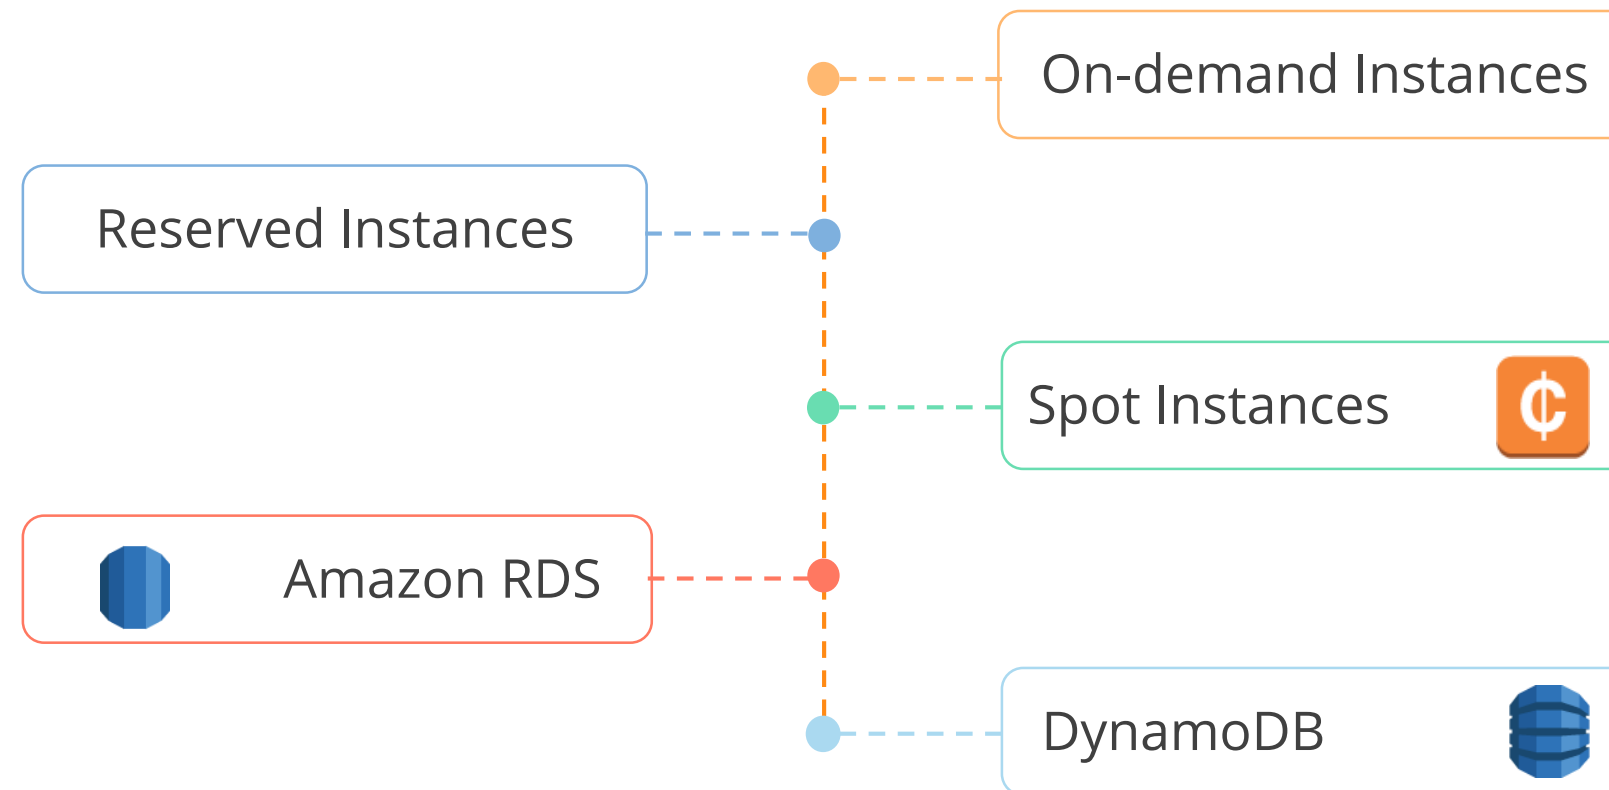 On-demand Instances
Reserved Instances
Spot Instances
Amazon RDS
DynamoDB